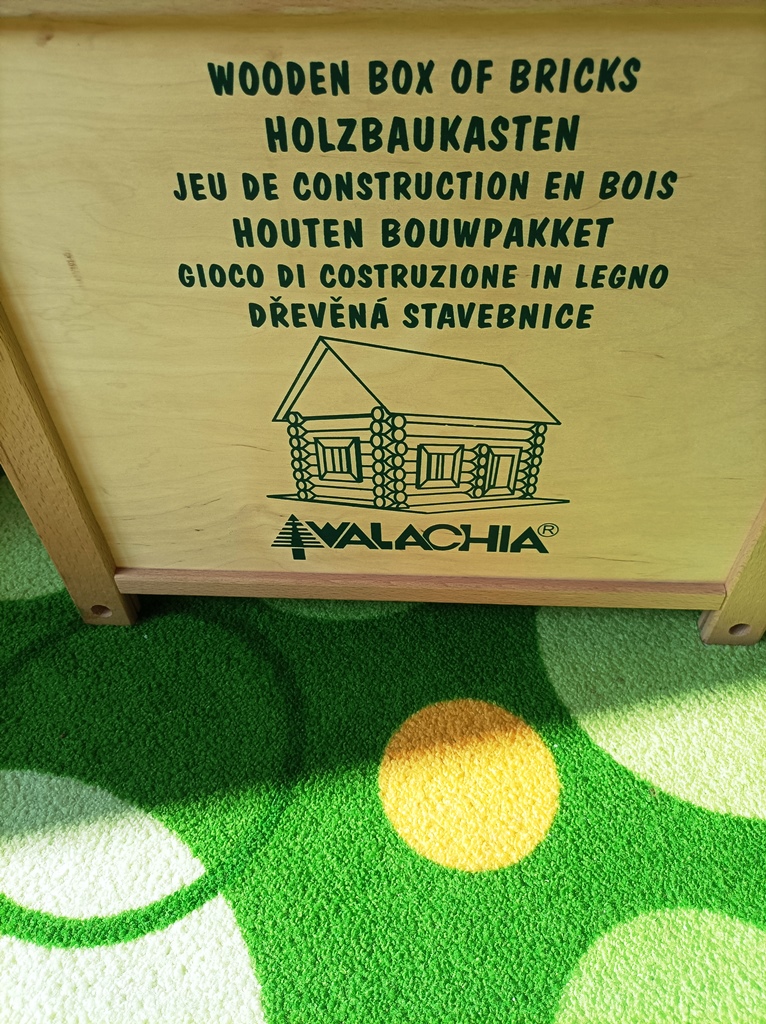 WOODEN BOX OF BRICKS
HOLZBAUKASTEN
JEU DE CONSTRUCTION EN BOIS
HOUTEN BOUWPAKKET
GIOCO DI COSTRUZIONE IN LEGNO
DŘEVĚNÁ STAVEBNICE
WALACHIA®